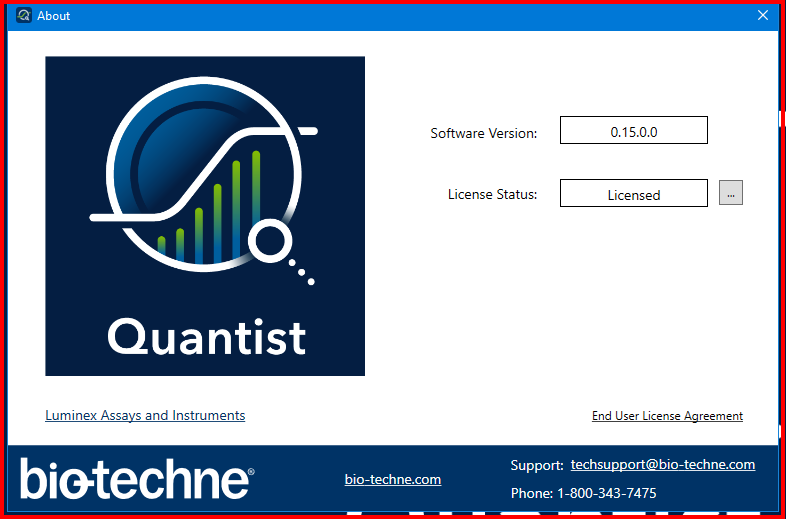 About
Software Version: 0.15.0.0
License Status: Licensed ...
Quantist
Luminex Assays and Instruments
End User License Agreement
bio-techne®
bio-techne.com
Support: techsupport@bio-techne.com
Phone: 1-800-343-7475